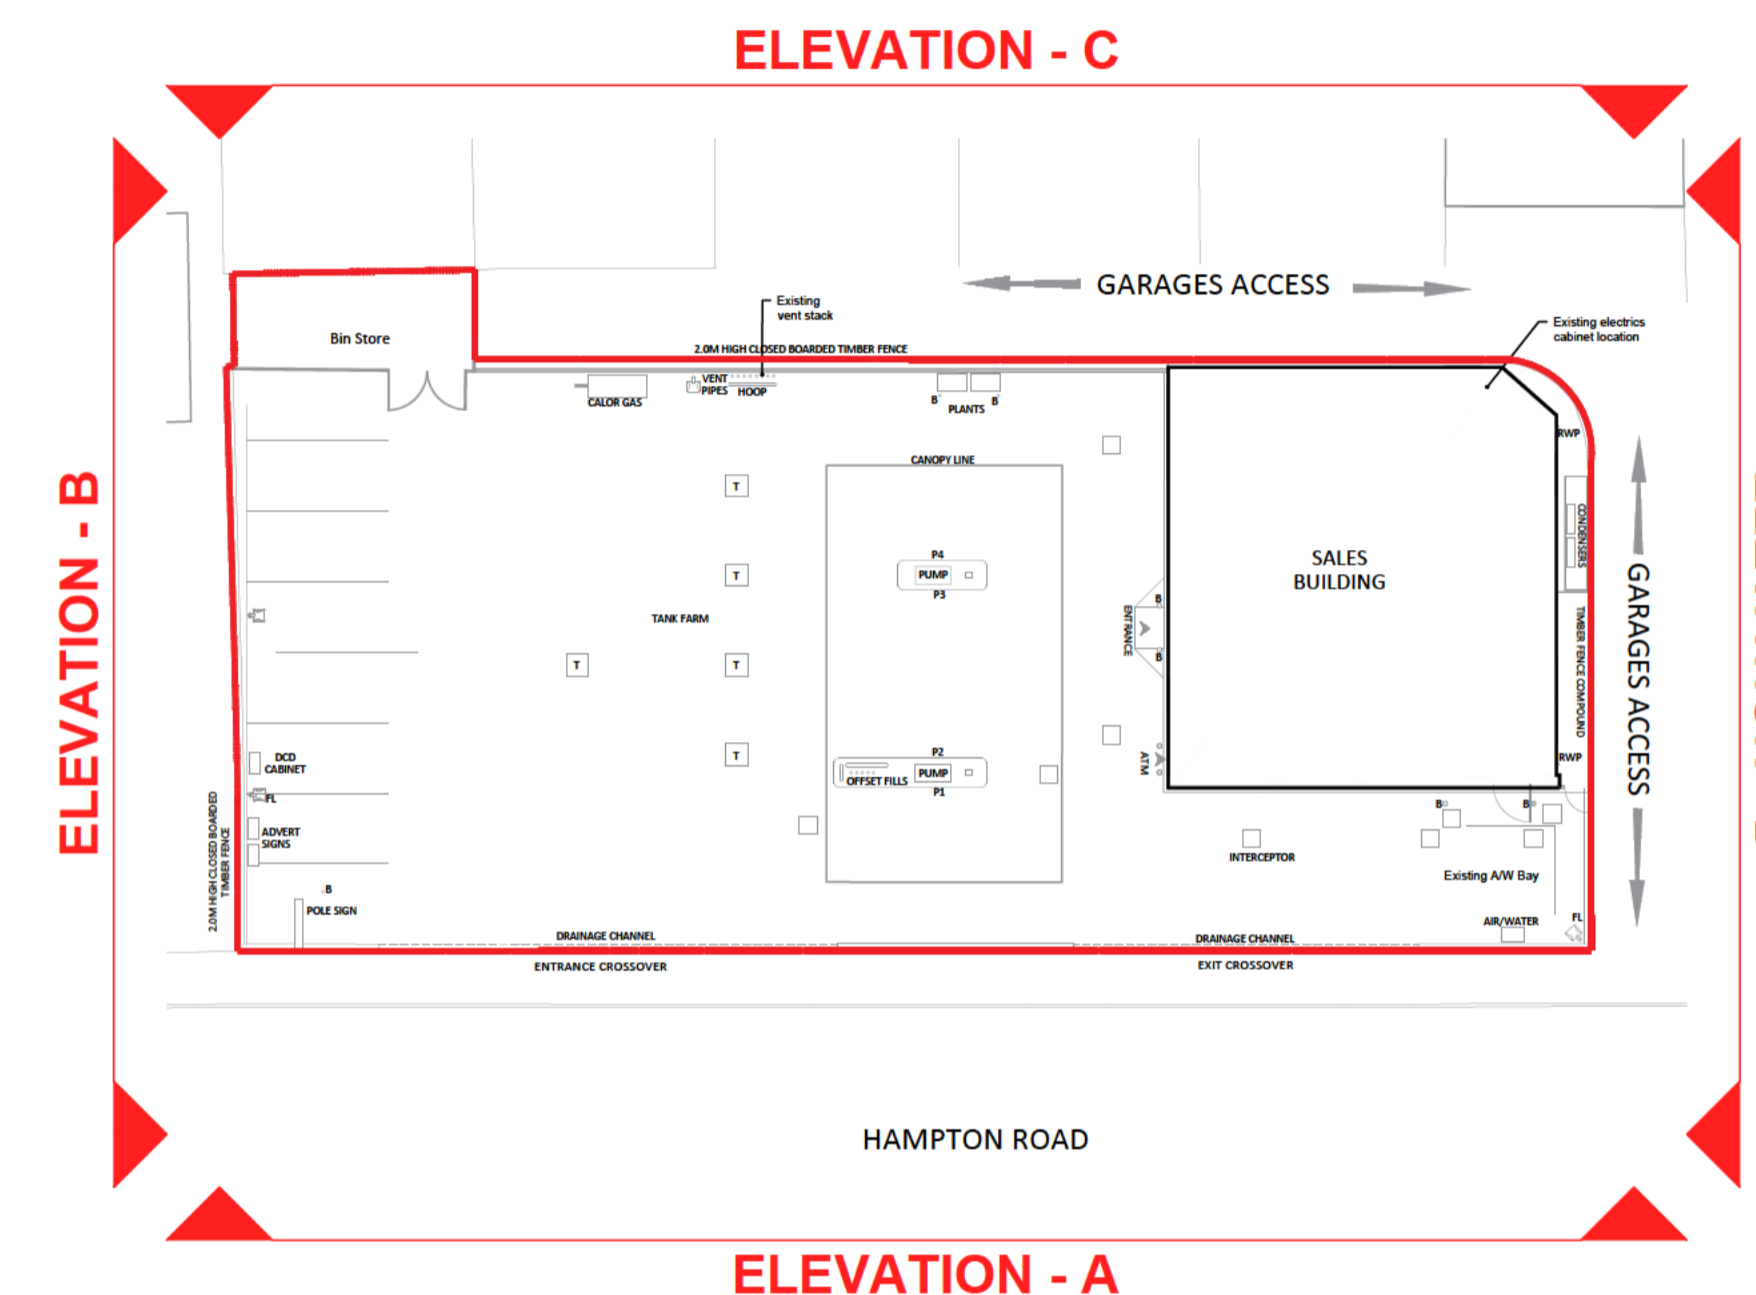 ELEVATION - C
GARAGES ACCESS
Existing
vent stack
Existing electrics
cabinet location
Bin Store
2.0M HIGH CLOSED BOARDED TIMBER FENCE
CALOR GAS
VENT
PIPES
HOOP
B
PLANTS
B
RWP
CANOPY LINE
T
CONDENSERS
P4
PUMP
P3
T
SALES
BUILDING
GARAGES ACCESS
ELEVATION - B
TANK FARM
B
ENTRANCE
B
TIMBER FENCE COMPOUND
T
T
T
DCD
CABINET
P2
PUMP
OFFSET FILLS
P1
ATM
RWP
FL
B
B
ADVERT
SIGNS
2.0M HIGH CLOSED BOARDED
TIMBER FENCE
INTERCEPTOR
Existing A/W Bay
B
POLE SIGN
AIR/WATER
FL
DRAINAGE CHANNEL
DRAINAGE CHANNEL
ENTRANCE CROSSOVER
EXIT CROSSOVER
HAMPTON ROAD
ELEVATION - A